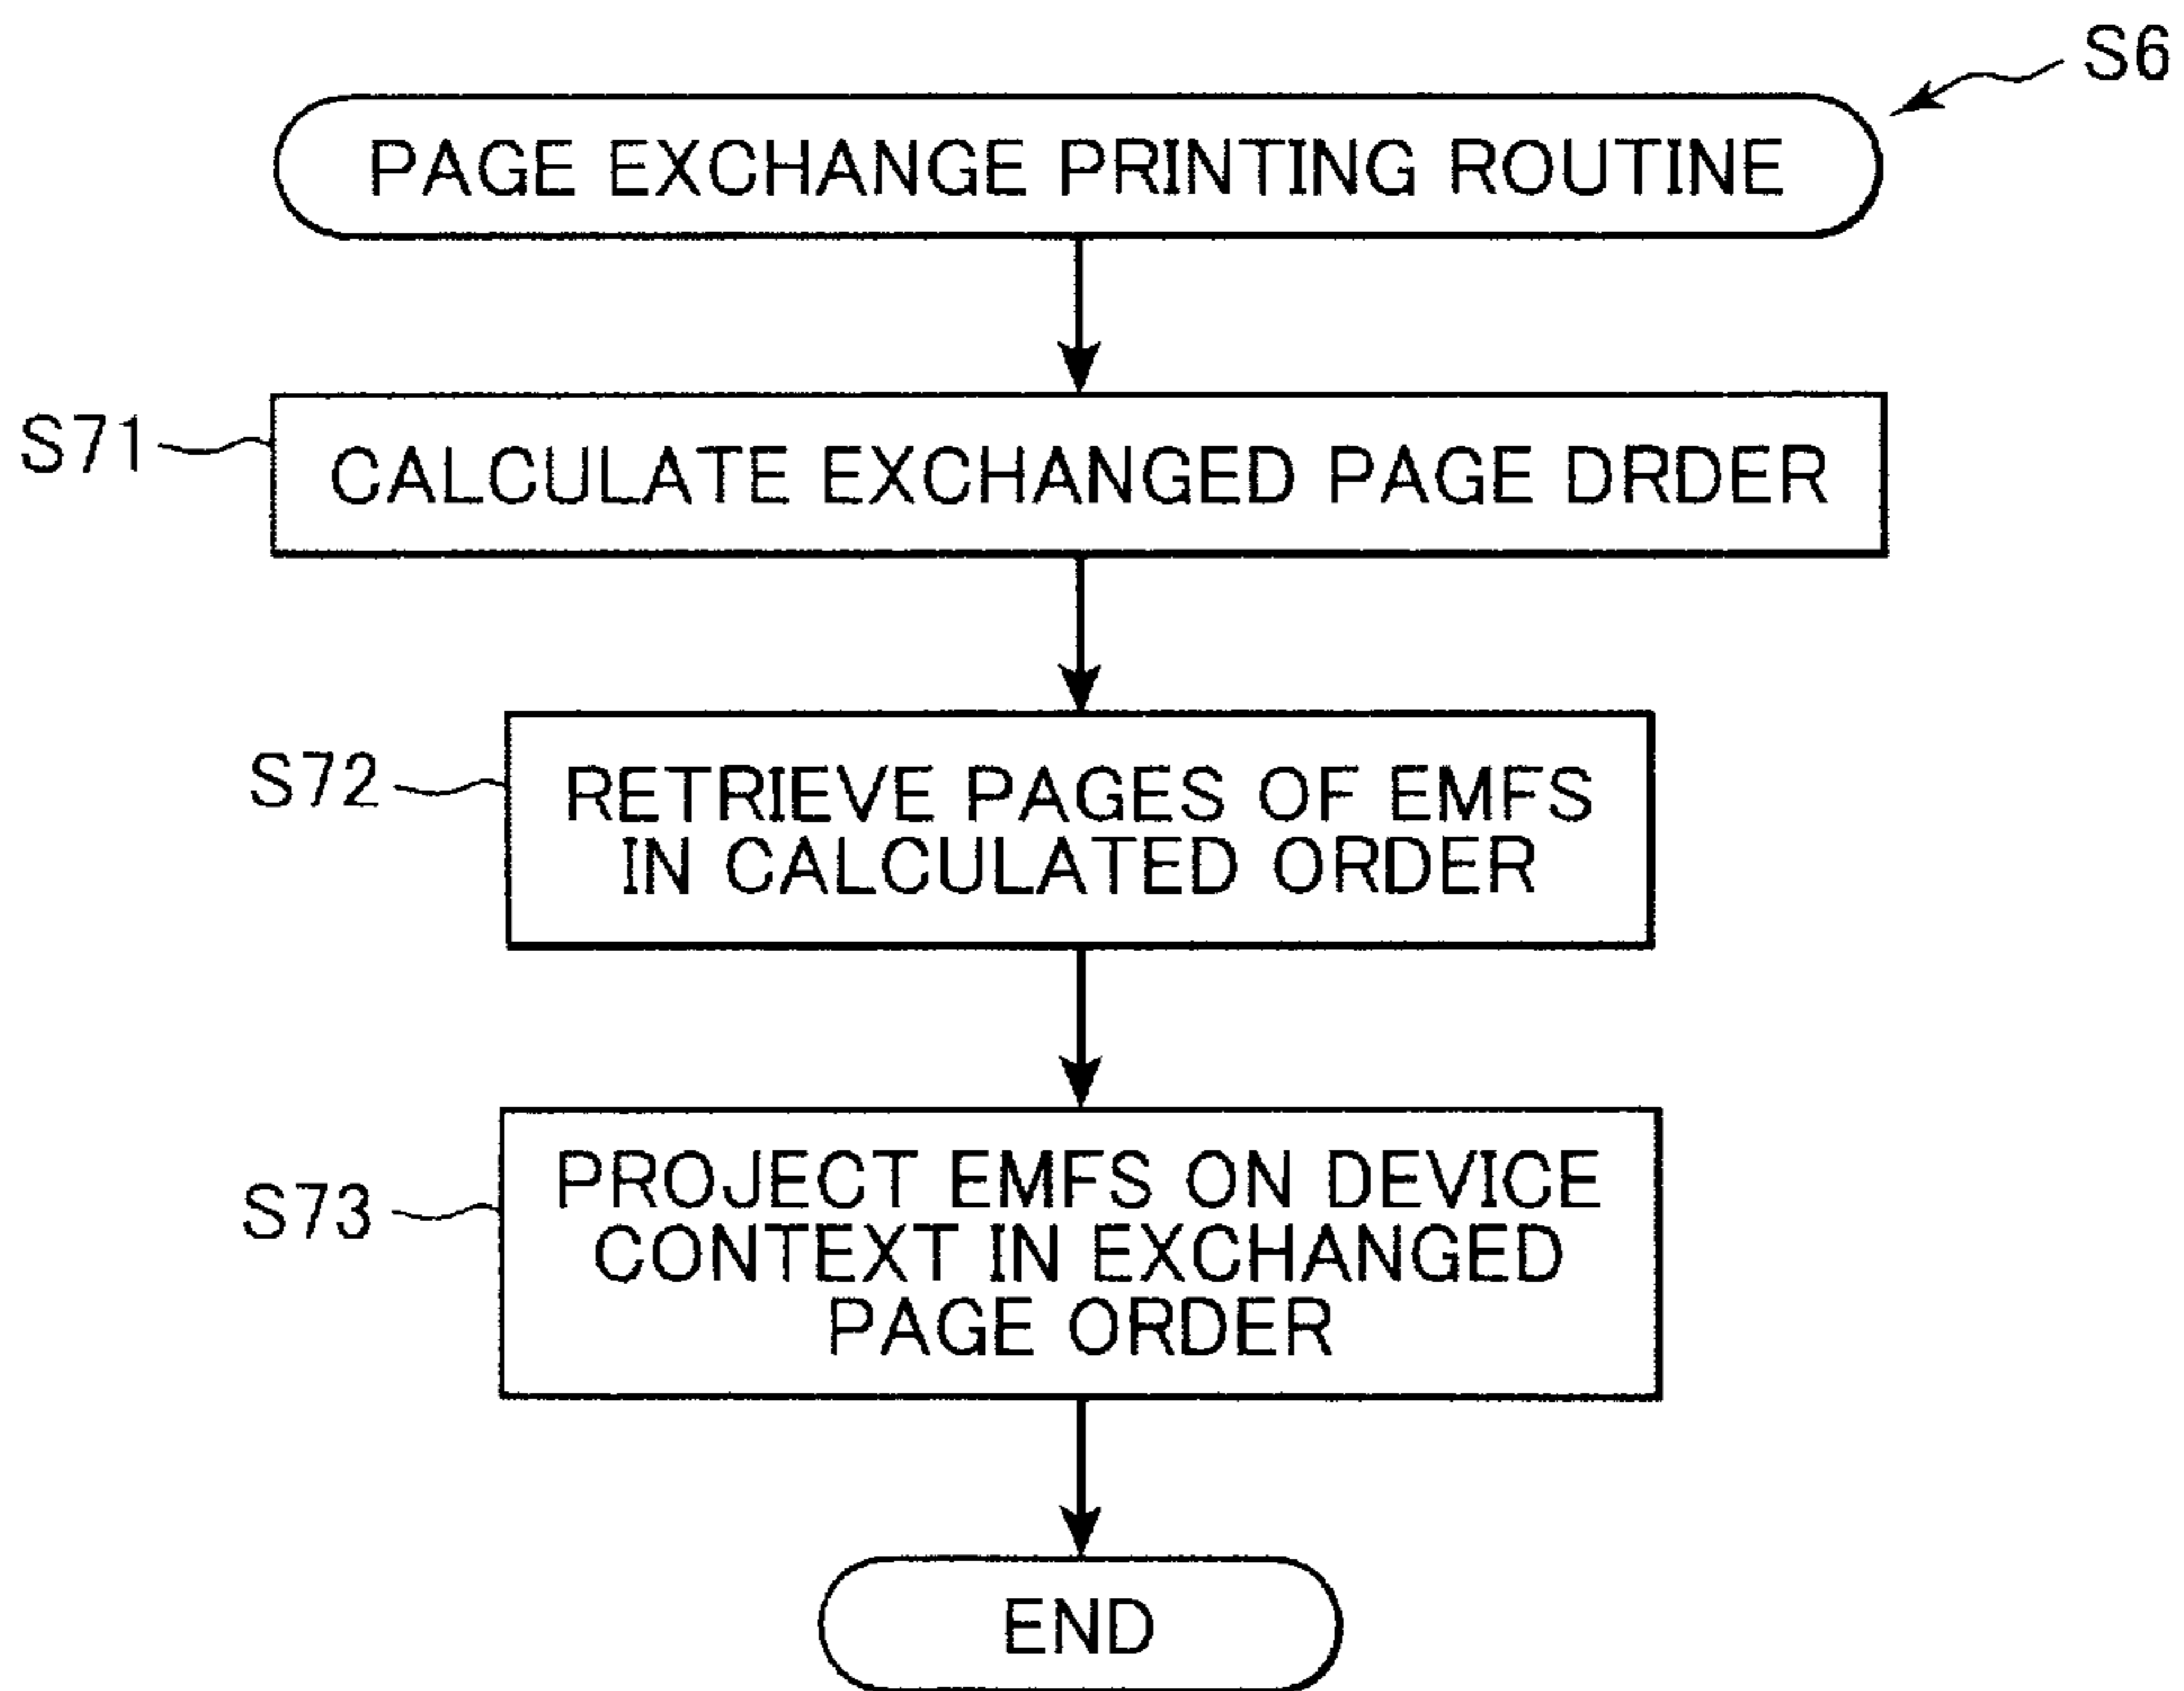 S6
PAGE EXCHANGE PRINTING ROUTINE
S71
CALCULATE EXCHANGED PAGE DRDER
S72
RETRIEVE PAGES OF EMFS
IN CALCULATED ORDER
S73
PROJECT EMFS ON DEVICE
CONTEXT IN EXCHANGED
PAGE ORDER
END